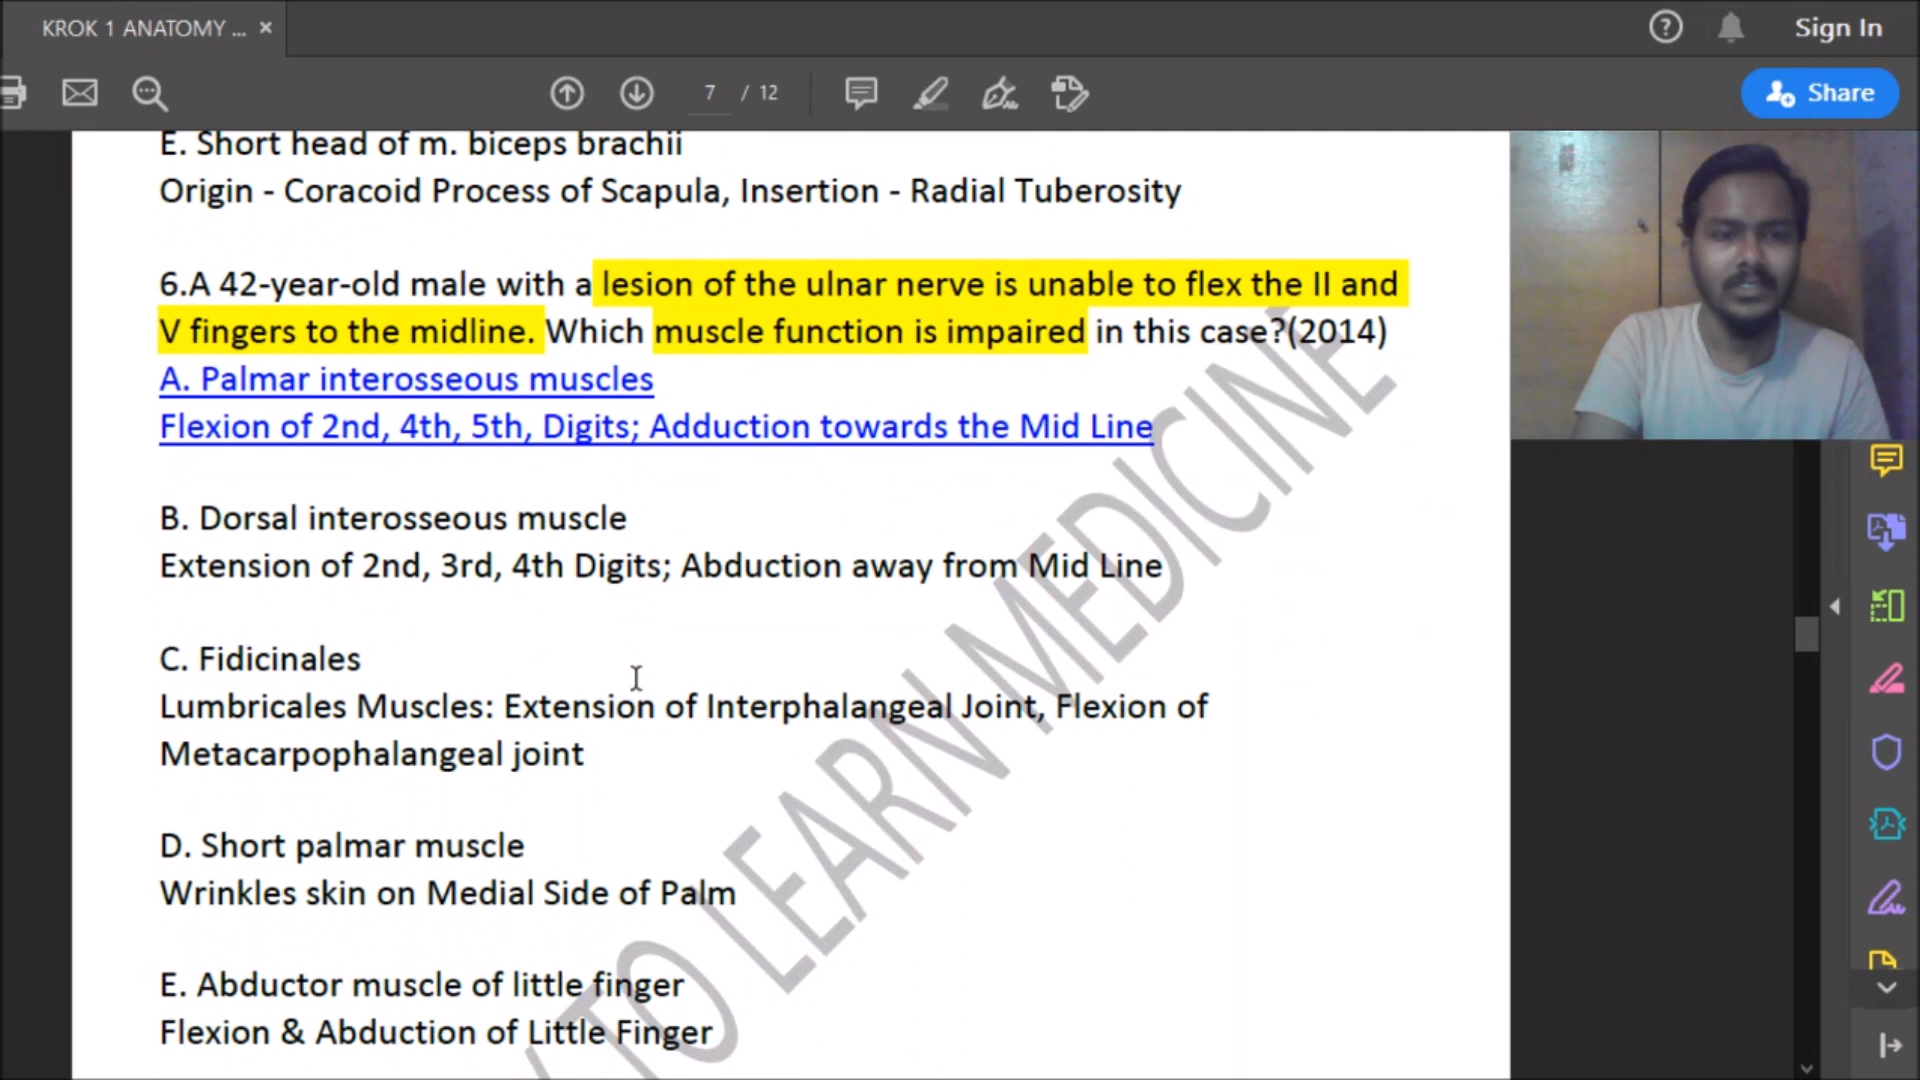 KROK 1 ANATOMY ...
Sign In
7 / 12
Share
E. Short head of m. biceps brachii
Origin - Coracoid Process of Scapula, Insertion - Radial Tuberosity
6.A 42-year-old male with a lesion of the ulnar nerve is unable to flex the II and
V fingers to the midline. Which muscle function is impaired in this case?(2014)
A. Palmar interosseous muscles
Flexion of 2nd, 4th, 5th, Digits; Adduction towards the Mid Line
B. Dorsal interosseous muscle
Extension of 2nd, 3rd, 4th Digits; Abduction away from Mid Line
C. Fidicinales
Lumbricales Muscles: Extension of Interphalangeal Joint, Flexion of
Metacarpophalangeal joint
D. Short palmar muscle
Wrinkles skin on Medial Side of Palm
E. Abductor muscle of little finger
Flexion & Abduction of Little Finger
TO LEARN MEDICINE